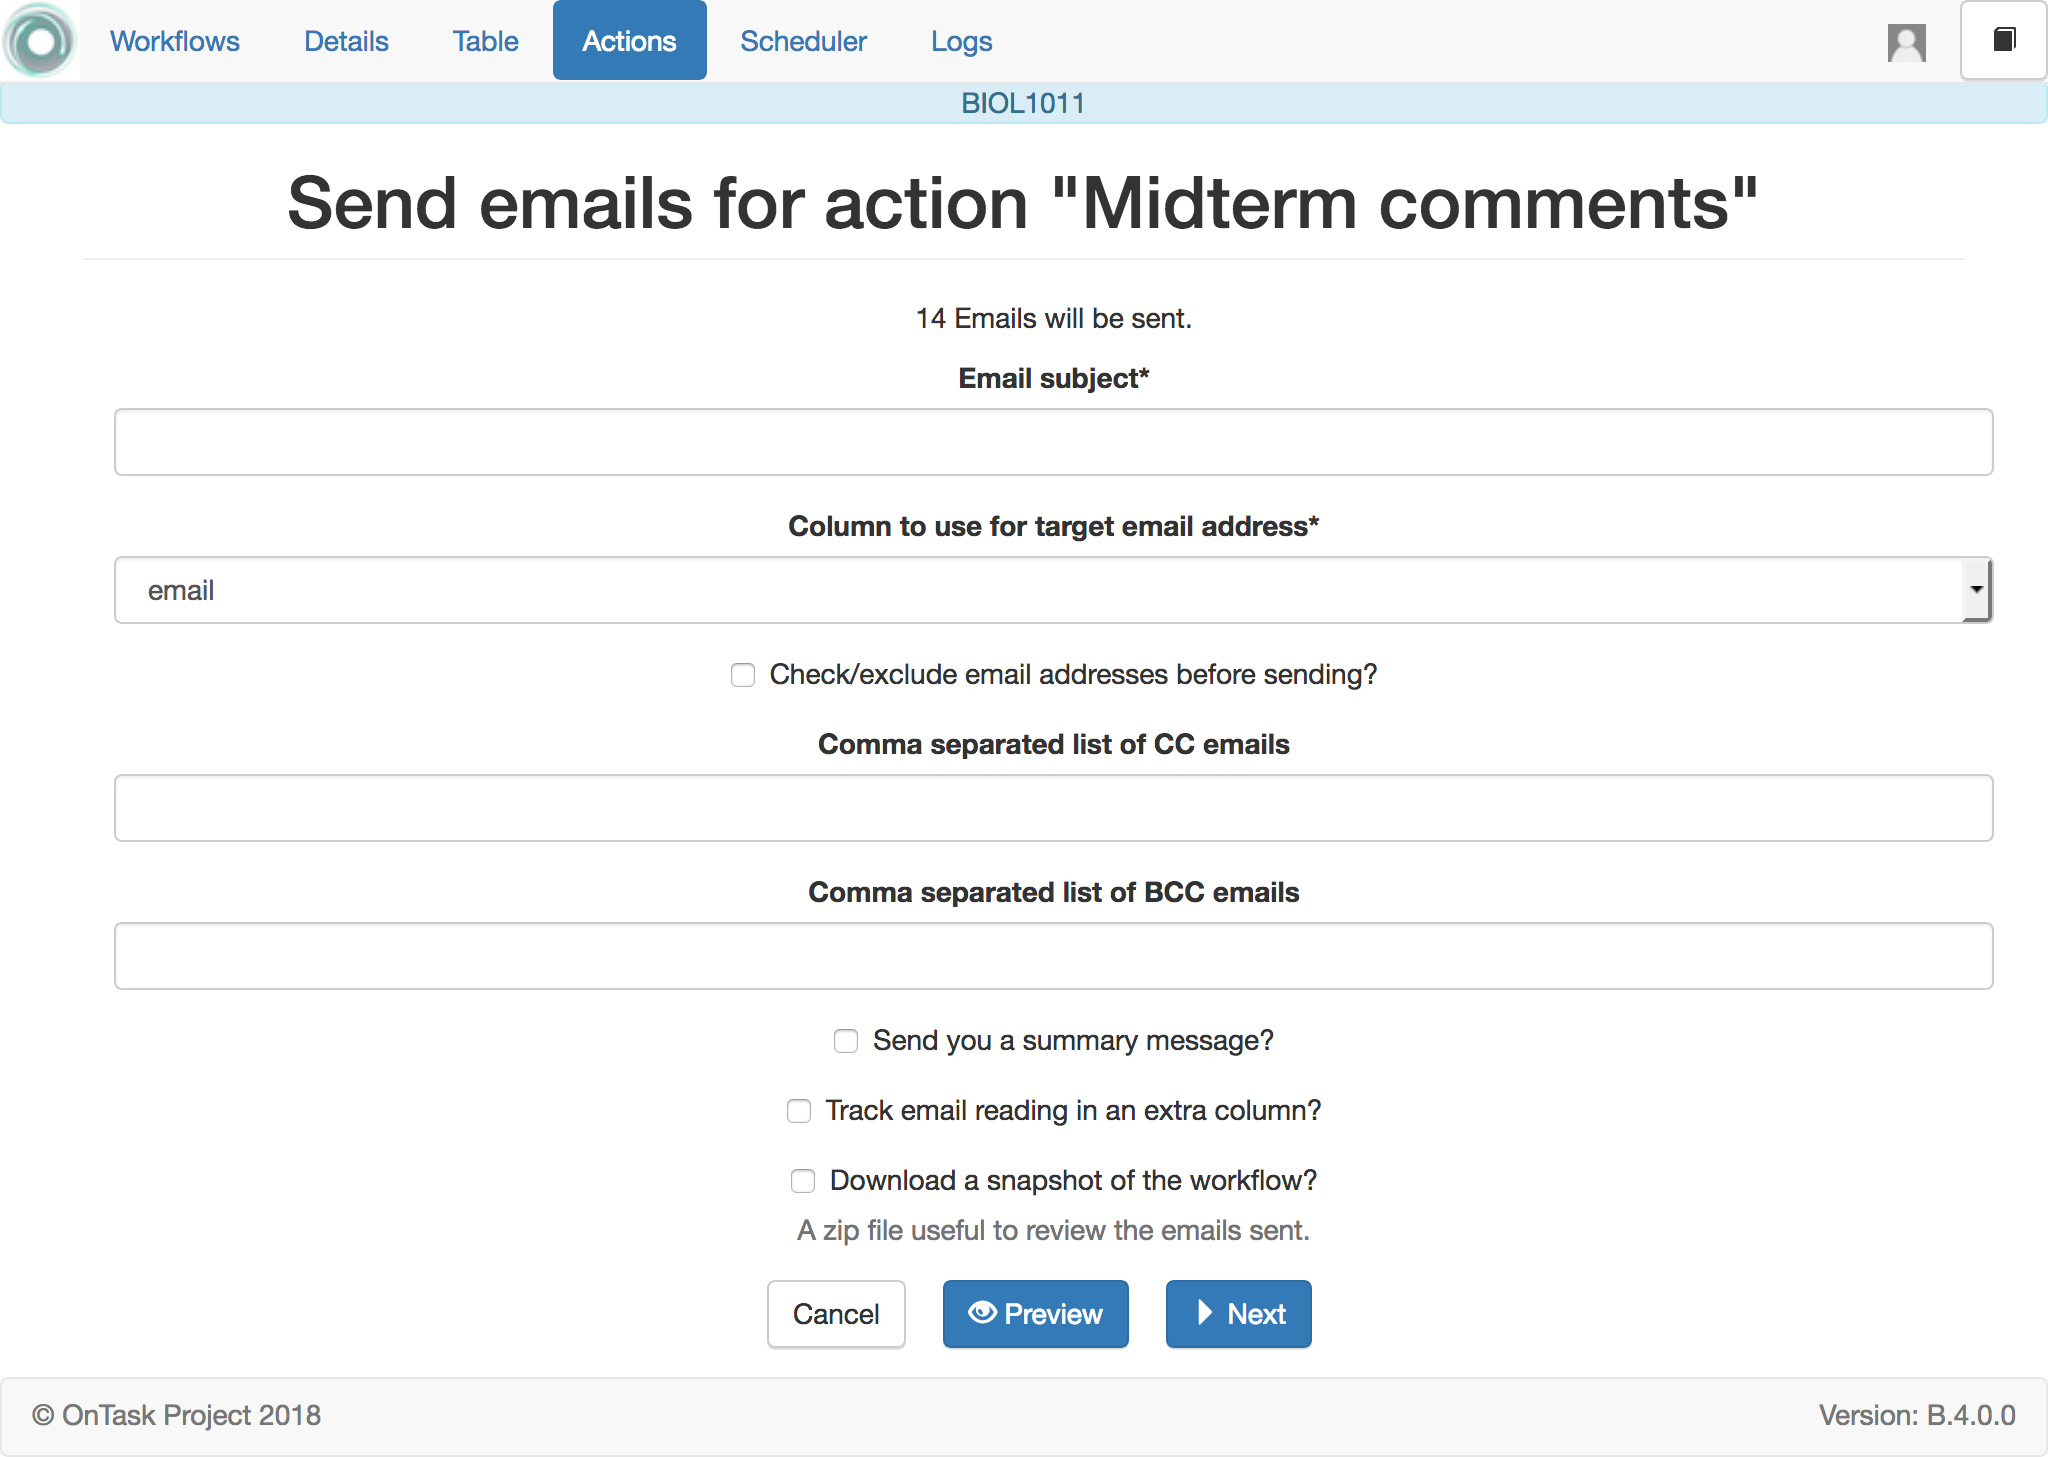 Workflows Details Table Actions Scheduler Logs
BIOL1011
Send emails for action "Midterm comments"
14 Emails will be sent.
Email subject*
Column to use for target email address*
email
Check/exclude email addresses before sending?
Comma separated list of CC emails
Comma separated list of BCC emails
Send you a summary message?
Track email reading in an extra column?
Download a snapshot of the workflow?
A zip file useful to review the emails sent.
Cancel Preview Next
© OnTask Project 2018 Version: B.4.0.0